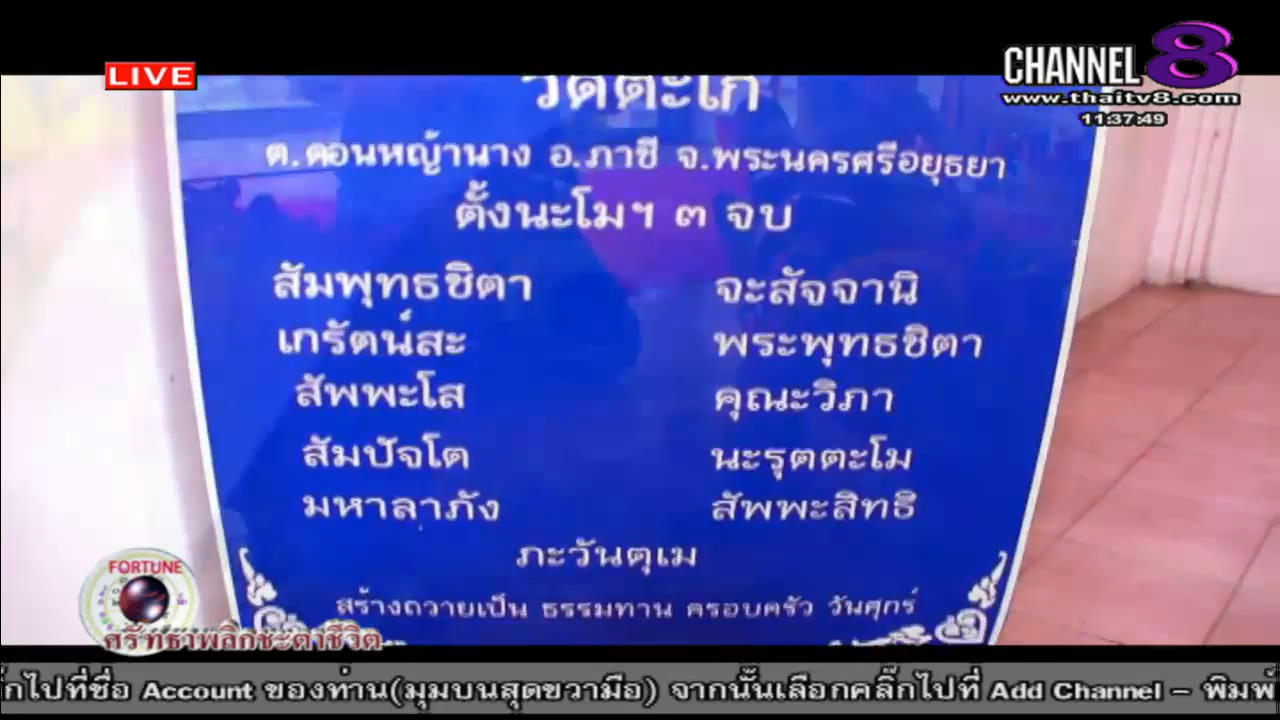 LIVE
CHANNEL 8
www.thaitv8.com
11:37:49
วัดตะโก
ต.ดอนหญ้านาง อ.ภาชี จ.พระนครศรีอยุธยา
ตั้งนะโมฯ ๓ จบ
สัมพุทธชิตา จะสัจจานิ
เกรัตน์สะ พระพุทธชิตา
สัพพะโส คุณะวิภา
สัมปัจโต นะรุตตะโม
มหาลาภัง สัพพะสิทธิ
ภะวันตุเม
สร้างถวายเป็น ธรรมทาน ครอบครัว วันศุกร์
FORTUNE
ศรัทธาพลิกชะตาชีวิต
กไปที่ชื่อ Account ของท่าน(มุมบนสุดขวามือ) จากนั้นเลือกคลิ๊กไปที่ Add Channel - พิมพ์